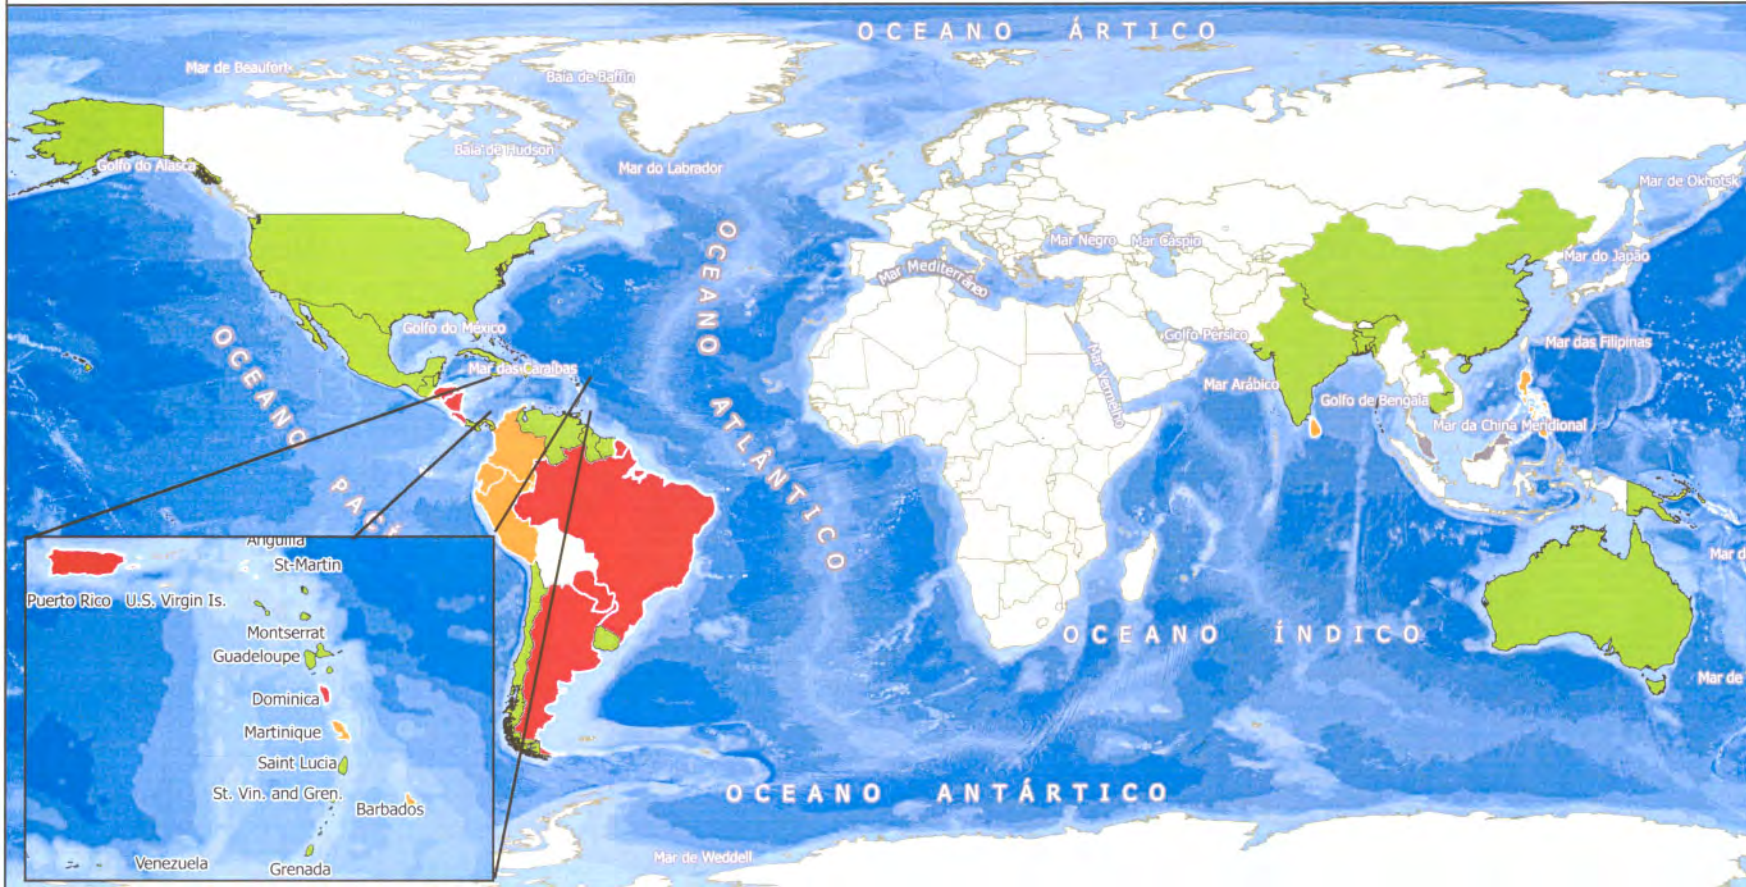 OCEANO ÁRTICO
Mar de Beaufort
Baía de Baffin
Golfo do Alasca
Baía de Hudson
Mar do Labrador
Mar de Okhotsk
Mar Negro
Mar Cáspio
Mar do Japão
Mar Mediterrâneo
OCEANO ATLÂNTICO
Golfo do México
Golfo Pérsico
Mar das Filipinas
Mar das Caraíbas
Mar Vermelho
Mar Arábico
Golfo de Bengala
Mar da China Meridional
OCEANO PACÍ
Anguilla
St-Martin
Puerto Rico
U.S. Virgin Is.
Montserrat
Guadeloupe
Dominica
Martinique
Saint Lucia
St. Vin. and Gren.
Barbados
Venezuela
Grenada
OCEANO ÍNDICO
Mar d
Mar de
OCEANO ANTÁRTICO
Mar de Weddell